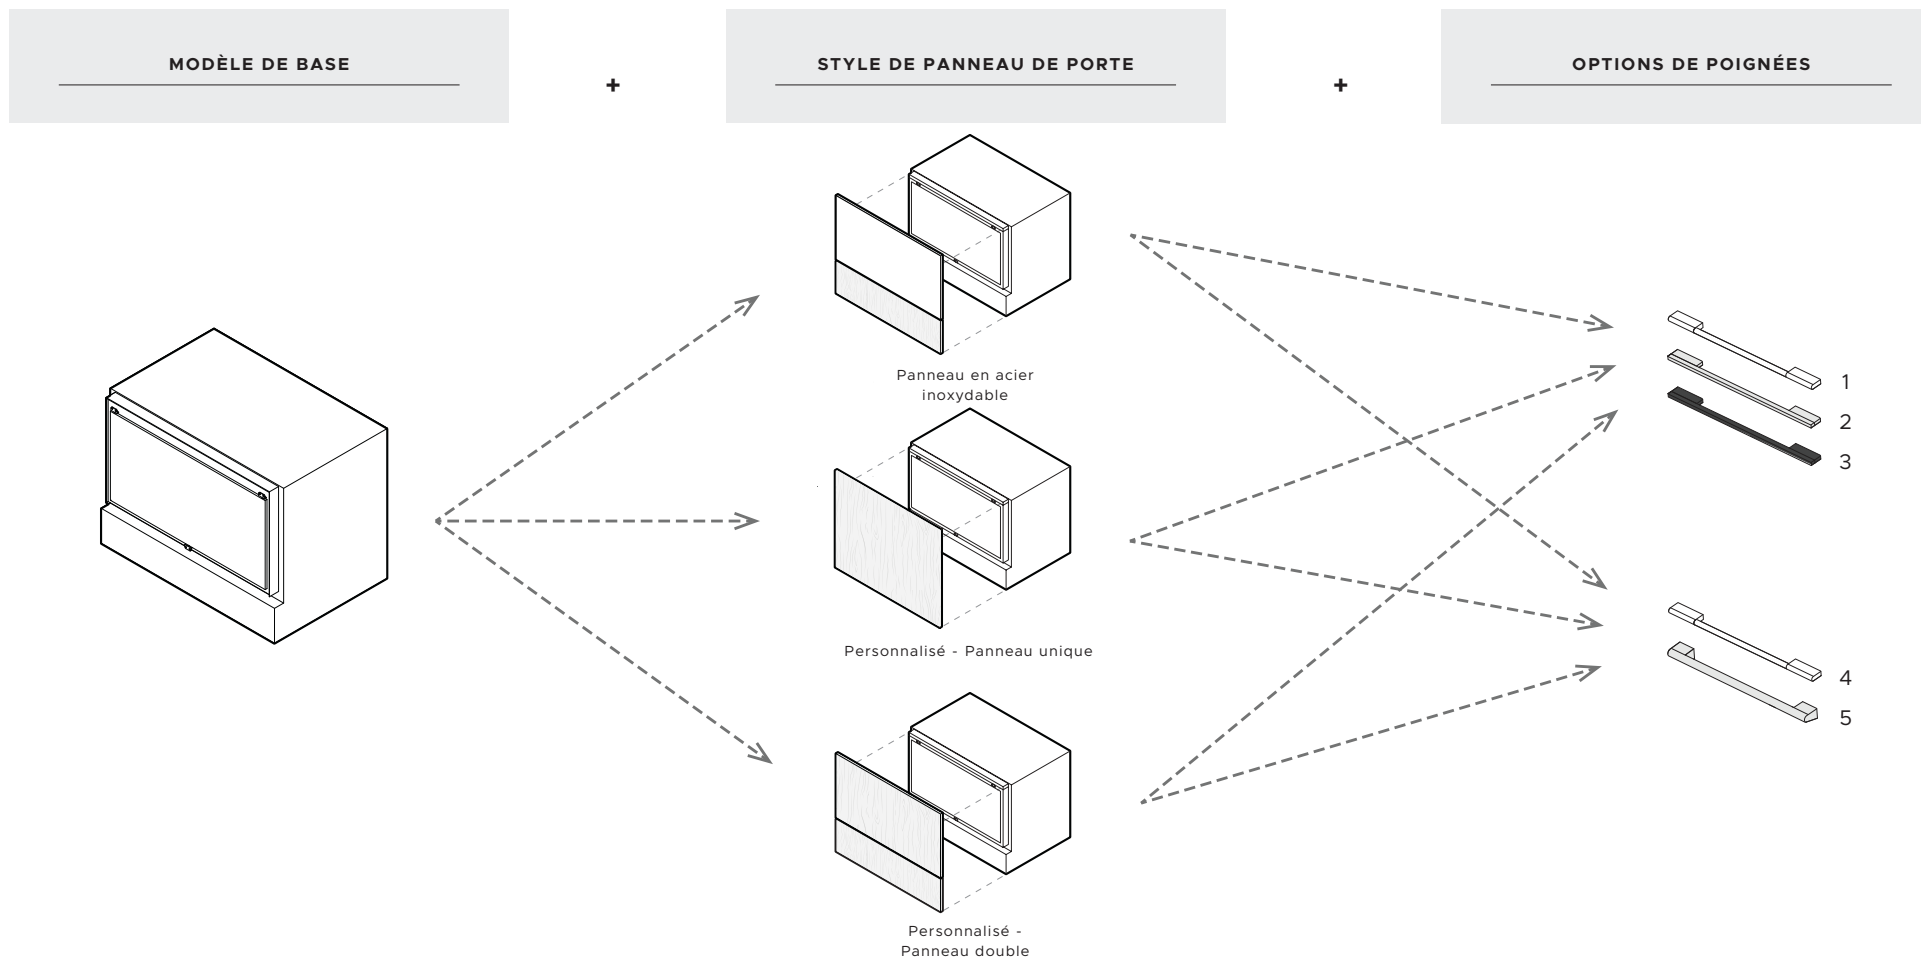 MODÈLE DE BASE
+
STYLE DE PANNEAU DE PORTE
+
OPTIONS DE POIGNÉES
Panneau en acier
inoxydable
Personnalisé - Panneau unique
Personnalisé -
Panneau double
1
2
3
4
5